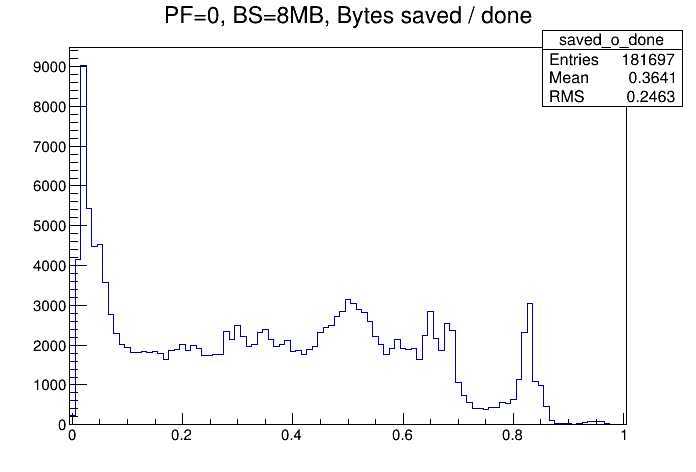 PF=0, BS=8MB, Bytes saved / done
saved_o_done
Entries 181697
Mean 0.3641
RMS 0.2463
9000
8000
7000
6000
5000
4000
3000
2000
1000
0
0 0.2 0.4 0.6 0.8 1